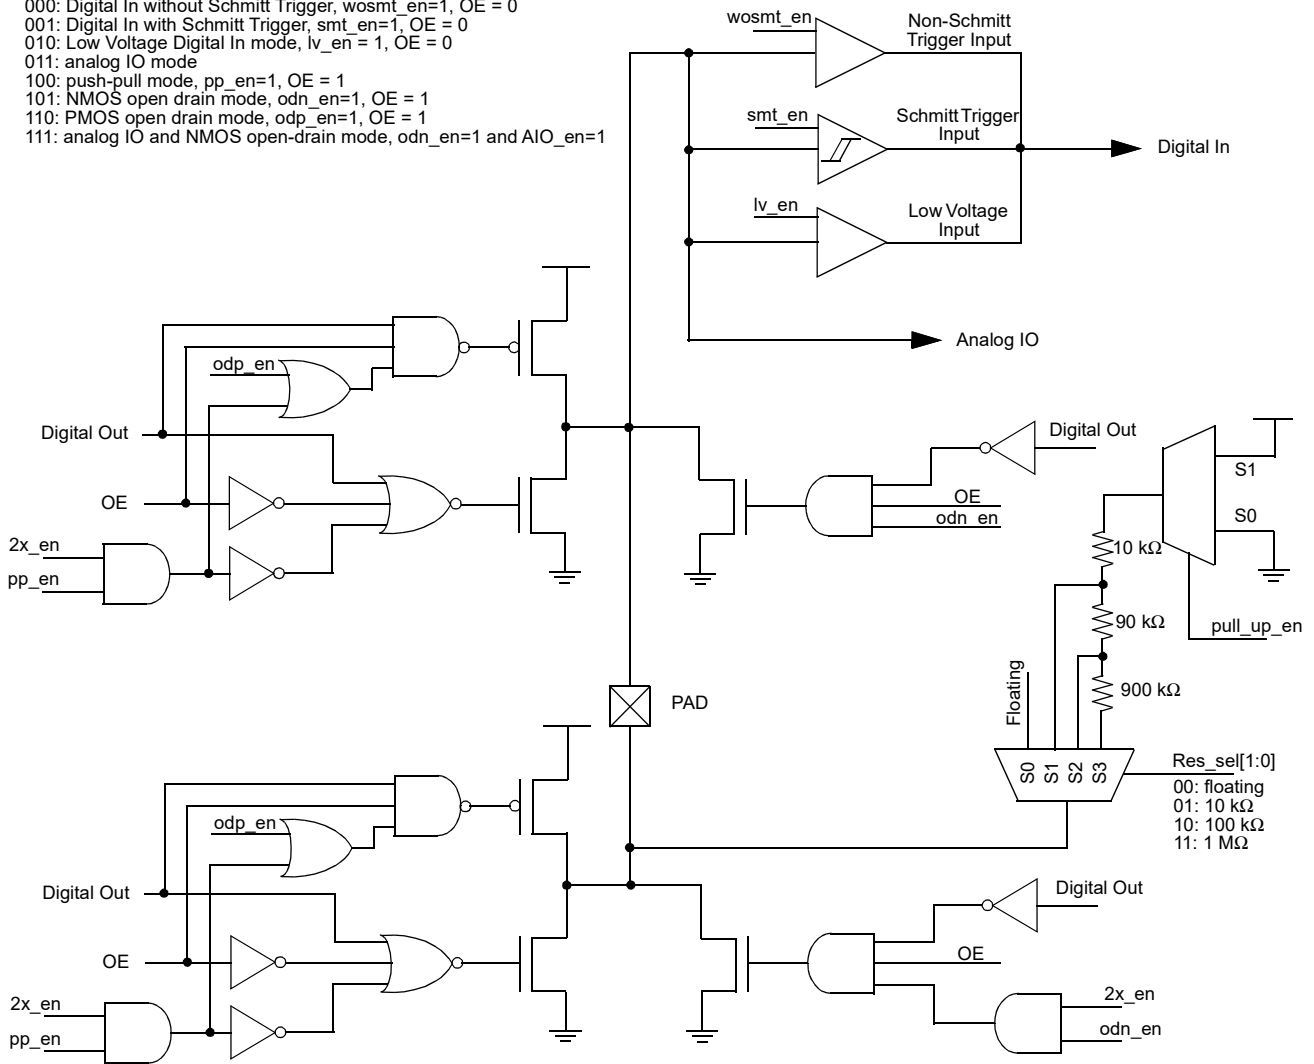 000: Digital In without Schmitt Trigger, wosmt_en=1, OE = 0
001: Digital In with Schmitt Trigger, smt_en=1, OE = 0
010: Low Voltage Digital In mode, lv_en = 1, OE = 0
011: analog IO mode
100: push-pull mode, pp_en=1, OE = 1
101: NMOS open drain mode, odn_en=1, OE = 1
110: PMOS open drain mode, odp_en=1, OE = 1
111: analog IO and NMOS open-drain mode, odn_en=1 and AIO_en=1
wosmt_en
Non-Schmitt
Trigger Input
smt_en
Schmitt Trigger
Input
Digital In
lv_en
Low Voltage
Input
Analog IO
odp_en
Digital Out
OE
2x_en
pp_en
Digital Out
OE
odn_en
S1
S0
10 kΩ
90 kΩ
900 kΩ
pull_up_en
Floating
S0
S1
S2
S3
Res_sel[1:0]
00: floating
01: 10 kΩ
10: 100 kΩ
11: 1 MΩ
PAD
odp_en
Digital Out
OE
2x_en
pp_en
Digital Out
OE
2x_en
odn_en